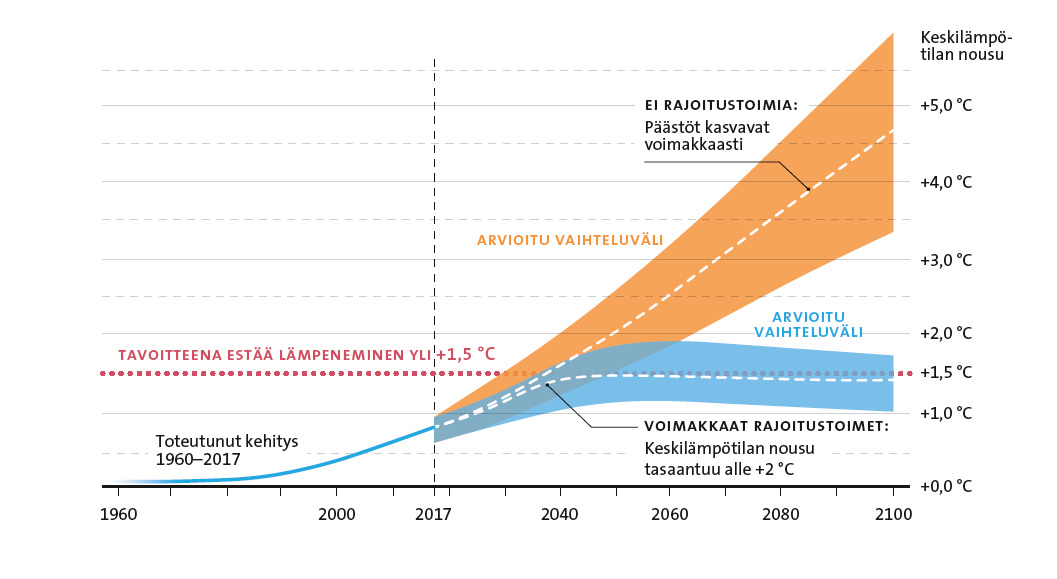 Keskilämpö-
tilan nousu
EI RAJOITUSTOIMIA:
Päästöt kasvavat
voimakkaasti
+5,0 °C
+4,0 °C
ARVIOITU VAIHTELUVÄLI
+3,0 °C
ARVIOITU
VAIHTELUVÄLI
+2,0 °C
TAVOITTEENA ESTÄÄ LÄMPENEMINEN YLI +1,5 °C
+1,5 °C
+1,0 °C
VOIMAKKAAT RAJOITUSTOIMET:
Keskilämpötilan nousu
tasaantuu alle +2 °C
Toteutunut kehitys
1960–2017
+0,0 °C
1960 2000 2017 2040 2060 2080 2100